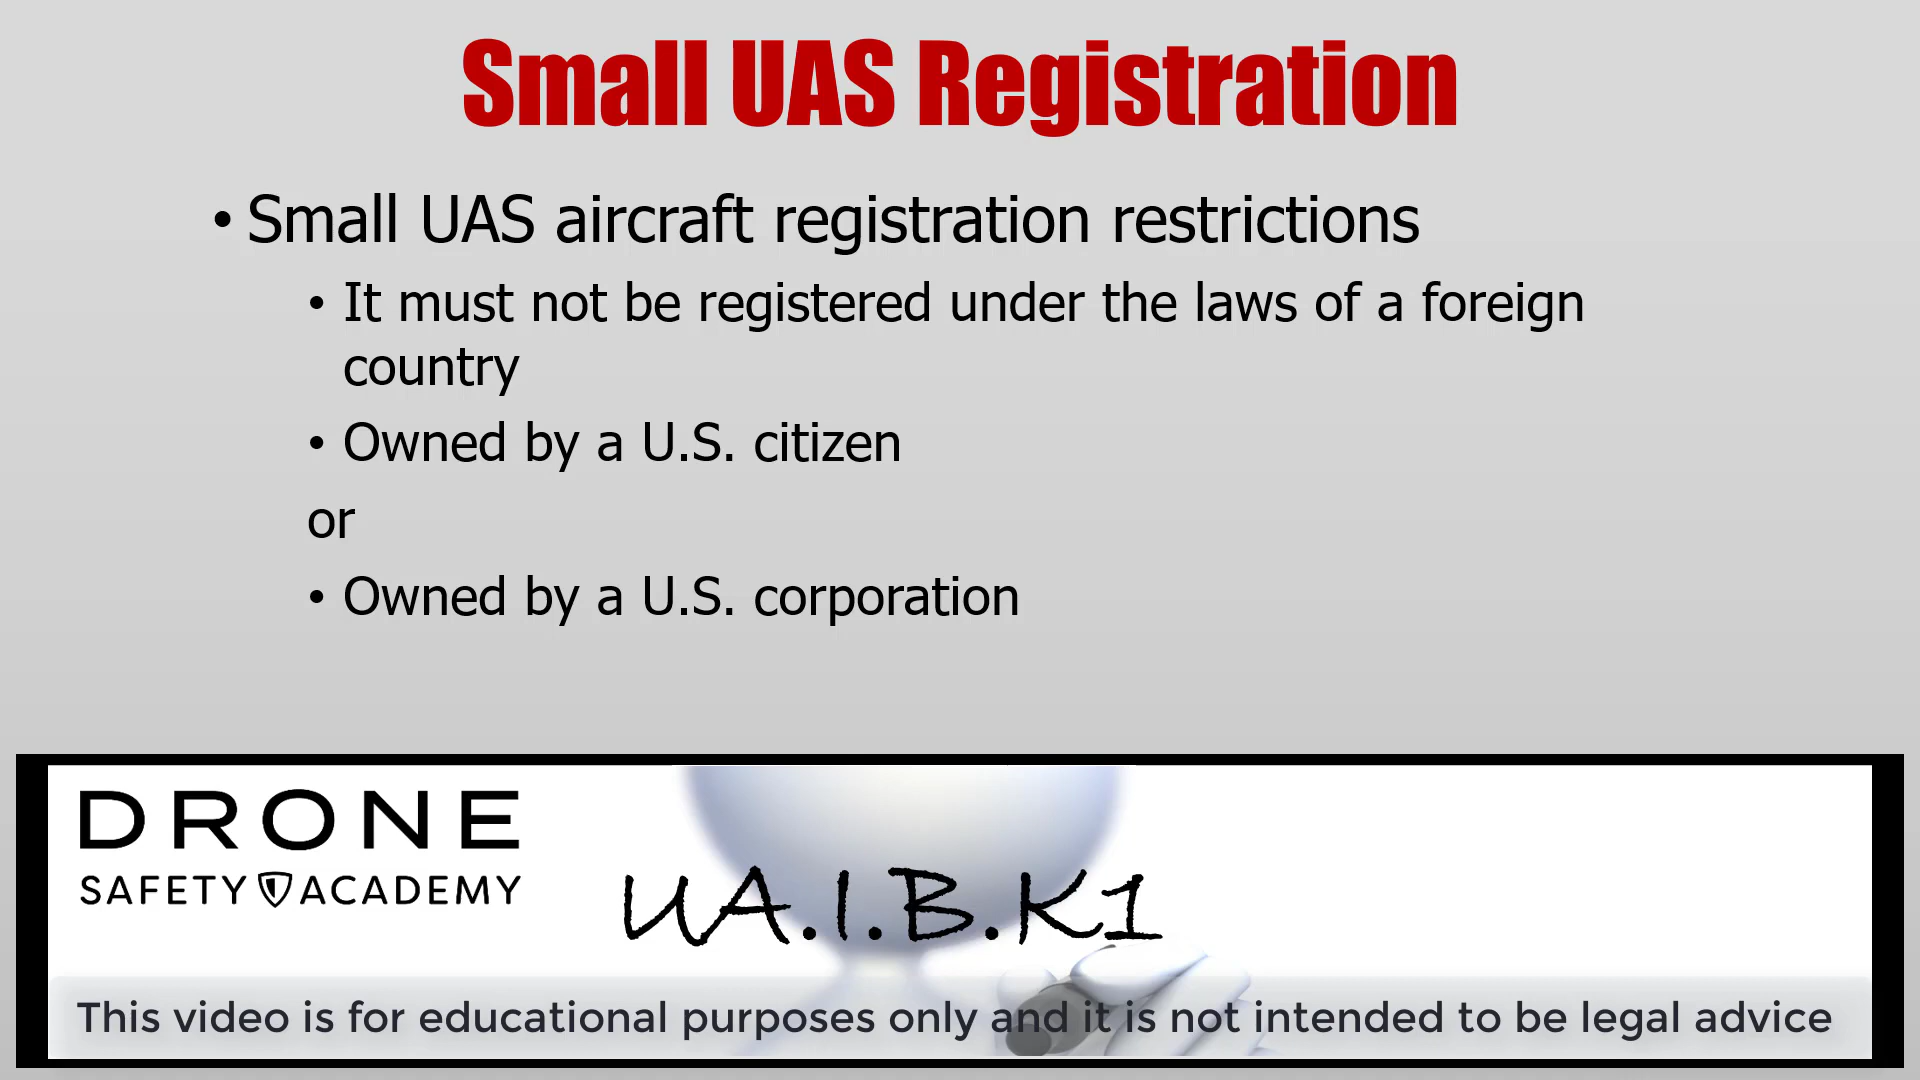 Small UAS Registration
• Small UAS aircraft registration restrictions
• It must not be registered under the laws of a foreign
country
• Owned by a U.S. citizen
or
• Owned by a U.S. corporation
DRONE
SAFETY ACADEMY
UA.I.B.K1
This video is for educational purposes only and it is not intended to be legal advice